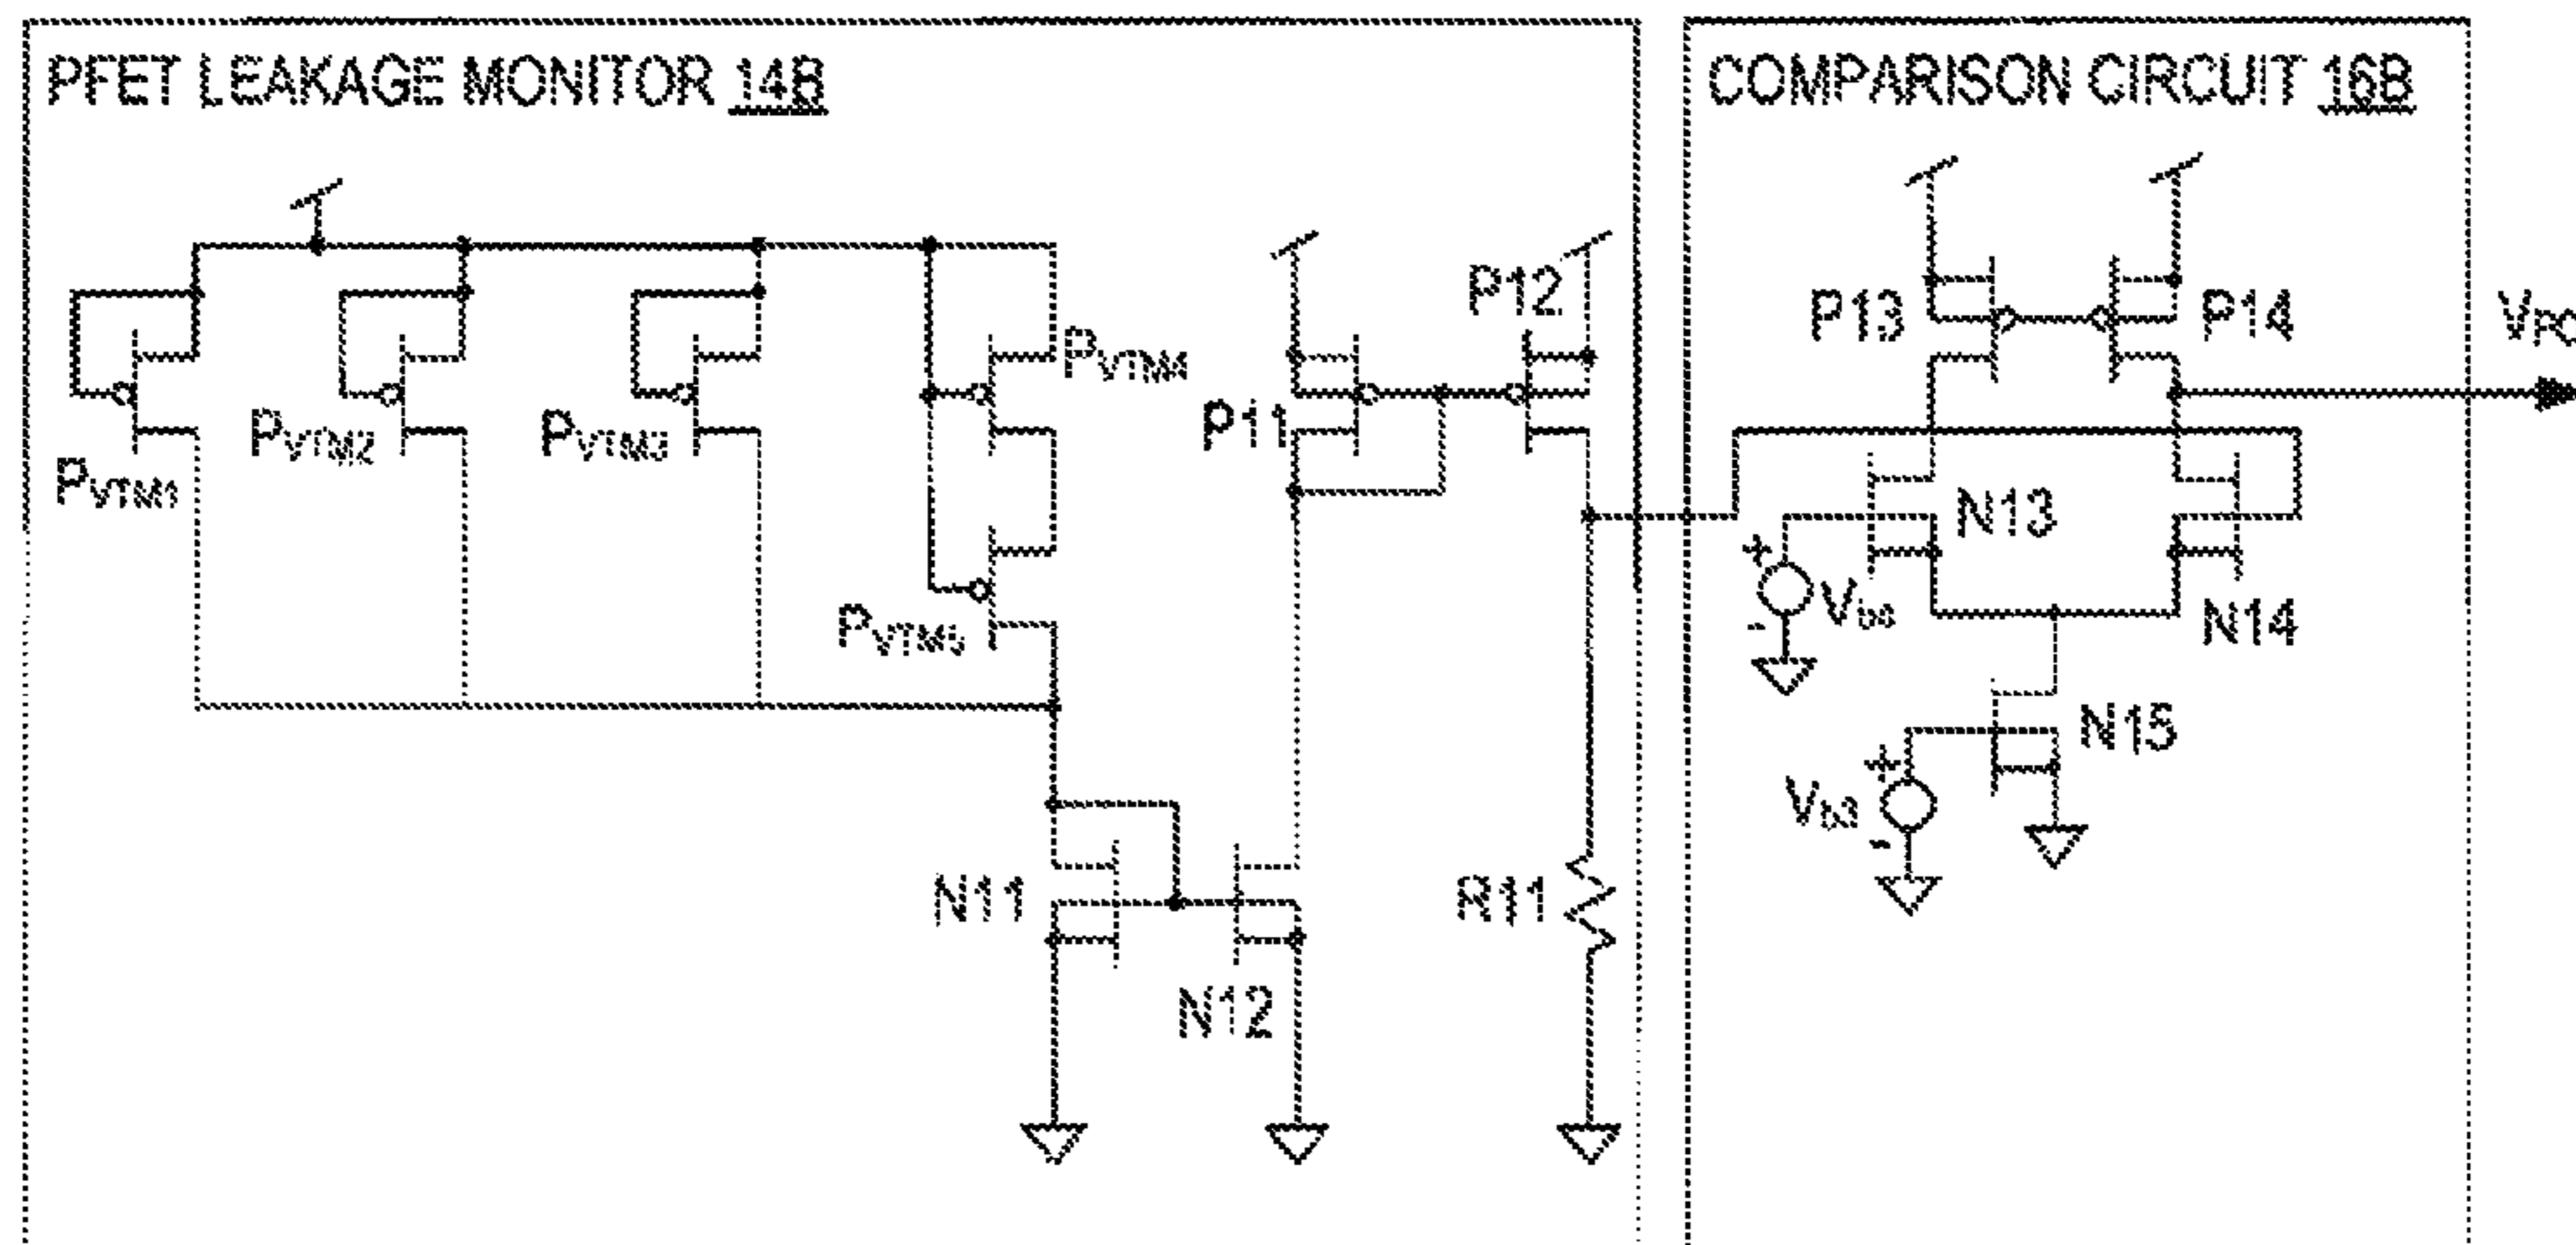 PFET LEAKAGE MONITOR 14B
COMPARISON CIRCUIT 16B
P12
P13
P14
PVTM4
P11
PVTM2
PVTM3
PVTM1
N13
+
PVTM5
N14
-
N15
+
N11
R11
-
N12